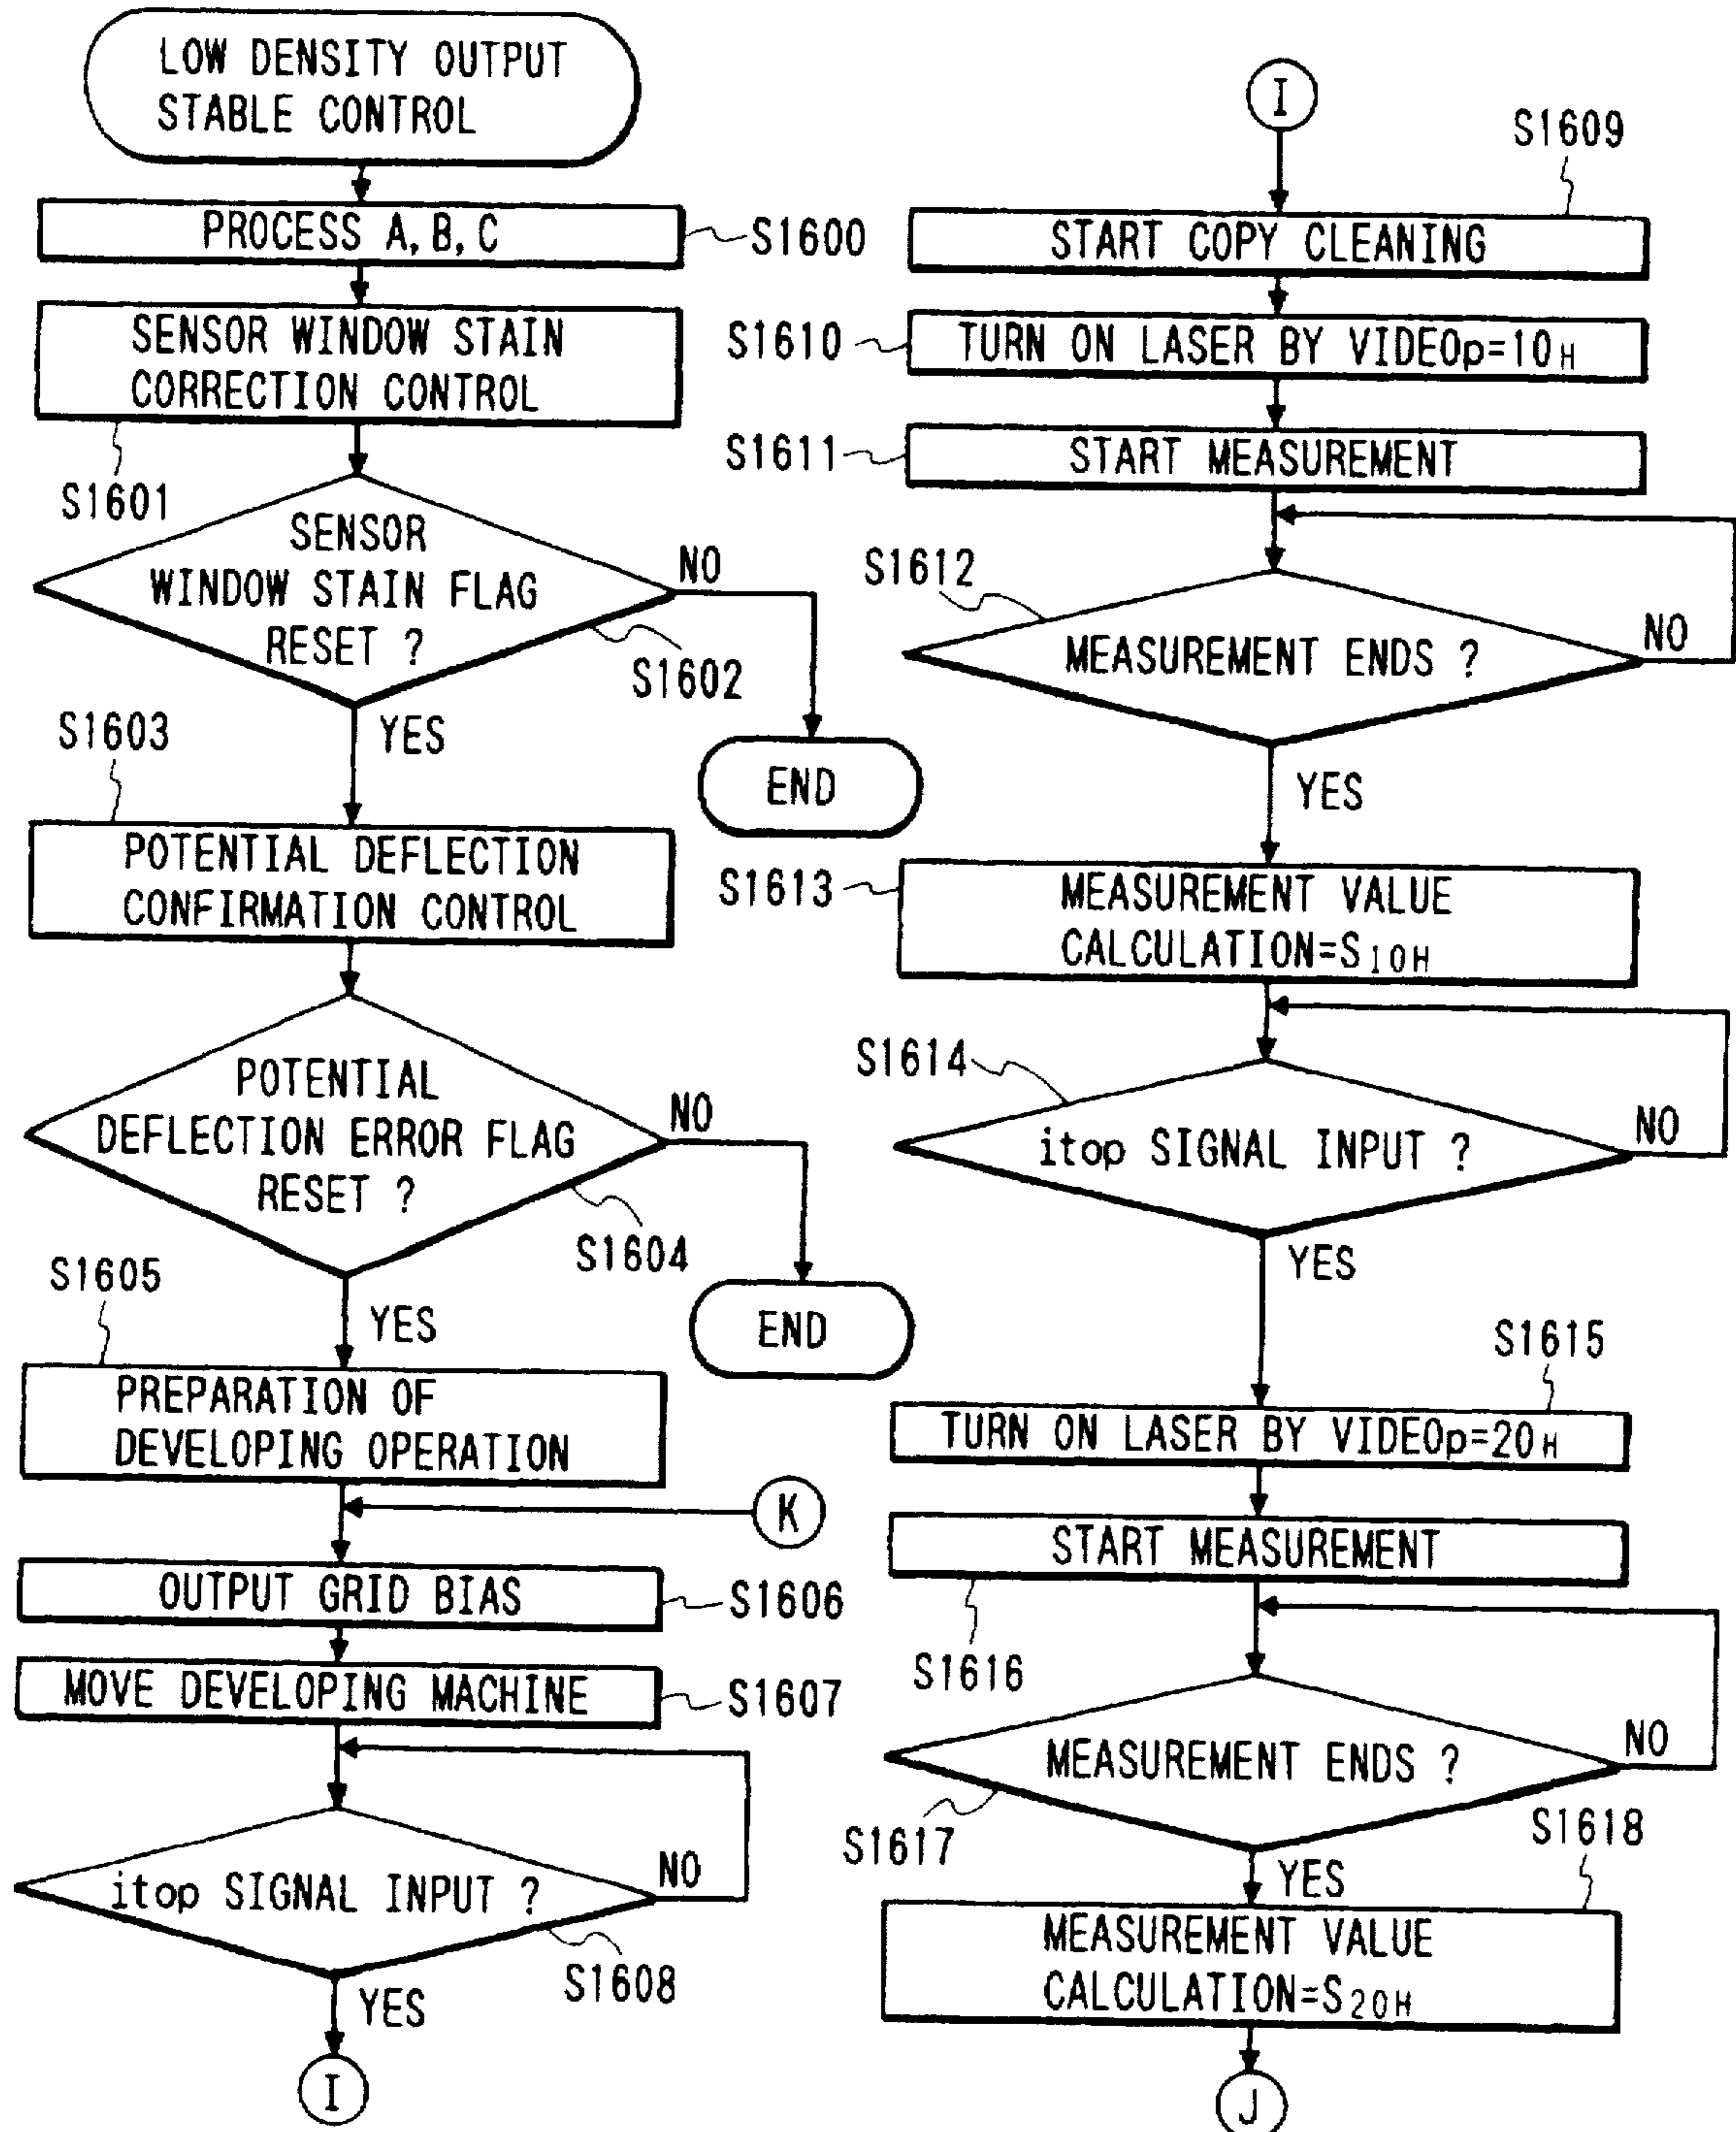 LOW DENSITY OUTPUT
STABLE CONTROL
PROCESS A, B, C
S1600
SENSOR WINDOW STAIN
CORRECTION CONTROL
S1601
SENSOR
WINDOW STAIN FLAG
RESET ?
NO
S1602
END
YES
S1603
POTENTIAL DEFLECTION
CONFIRMATION CONTROL
POTENTIAL
DEFLECTION ERROR FLAG
RESET ?
NO
S1604
END
YES
S1605
PREPARATION OF
DEVELOPING OPERATION
K
OUTPUT GRID BIAS
S1606
MOVE DEVELOPING MACHINE
S1607
itop SIGNAL INPUT ?
NO
S1608
YES
I
I
S1609
START COPY CLEANING
S1610
TURN ON LASER BY VIDEOp=10H
S1611
START MEASUREMENT
S1612
MEASUREMENT ENDS ?
NO
YES
S1613
MEASUREMENT VALUE
CALCULATION=S10H
S1614
itop SIGNAL INPUT ?
NO
YES
S1615
TURN ON LASER BY VIDEOp=20H
START MEASUREMENT
S1616
MEASUREMENT ENDS ?
NO
S1617
YES
S1618
MEASUREMENT VALUE
CALCULATION=S20H
J